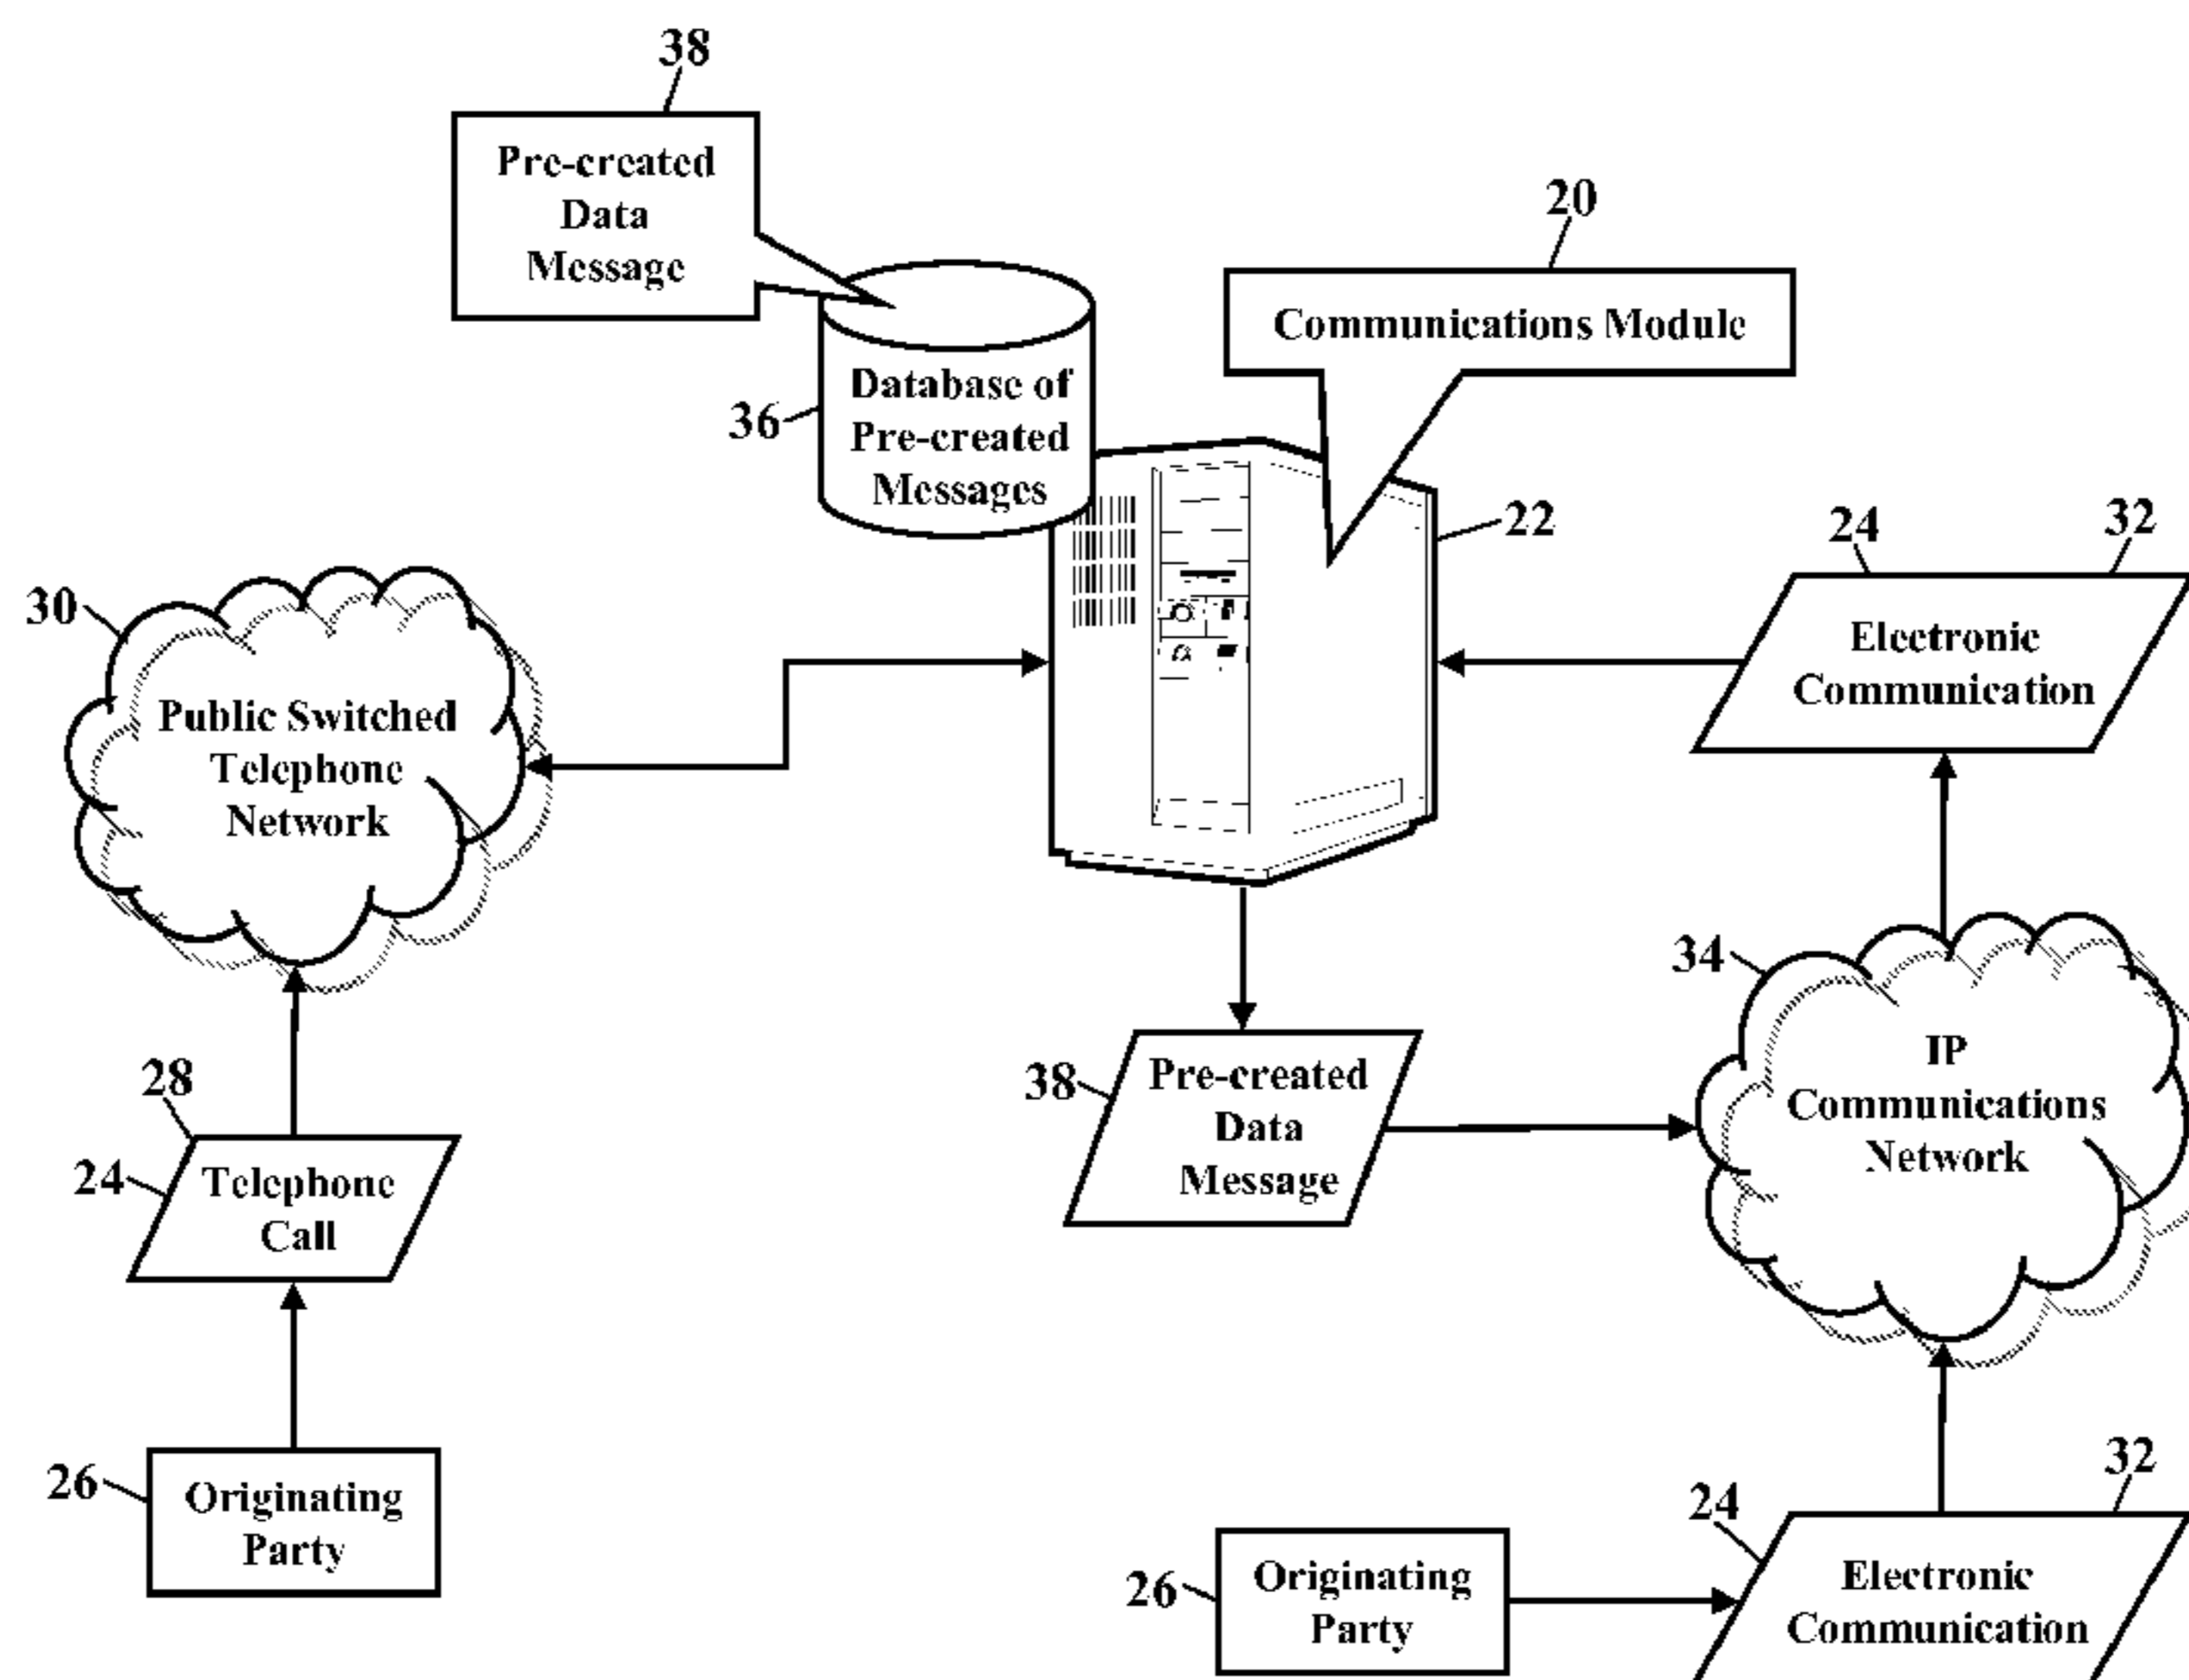 38
Pre-created
Data
Message
20
Communications Module
Database of
Pre-created
Messages
36
22
24
32
Electronic
Communication
30
Public Switched
Telephone
Network
34
IP
Communications
Network
38
Pre-created
Data
Message
28
24
Telephone
Call
26
Originating
Party
26
Originating
Party
24
32
Electronic
Communication